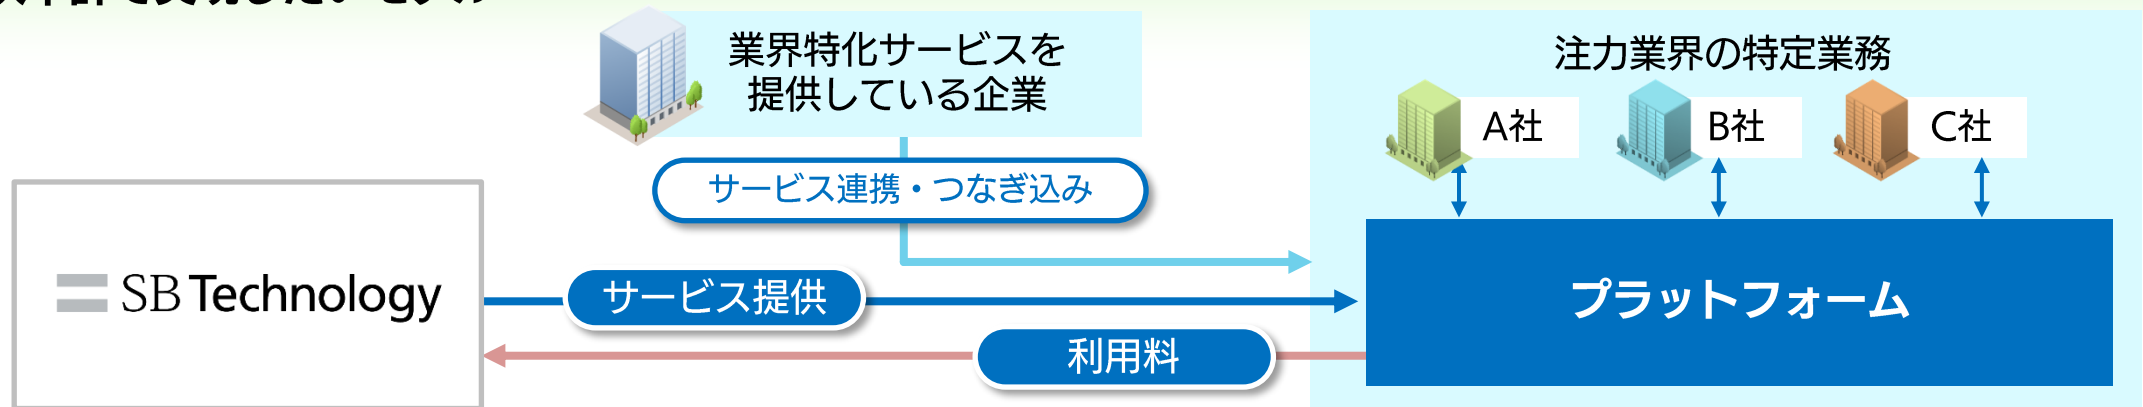 業界特化サービスを
提供している企業
注力業界の特定業務
A社
B社
C社
サービス連携・つなぎ込み
SB Technology
サービス提供
プラットフォーム
利用料